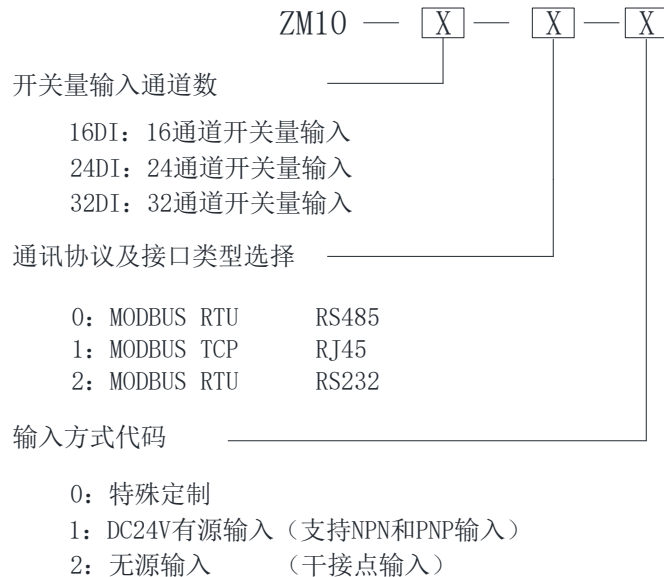 ZM10 — X — X — X
开关量输入通道数
16DI：16通道开关量输入
24DI：24通道开关量输入
32DI：32通道开关量输入
通讯协议及接口类型选择
0：MODBUS RTU RS485
1：MODBUS TCP RJ45
2：MODBUS RTU RS232
输入方式代码
0：特殊定制
1：DC24V有源输入（支持NPN和PNP输入）
2：无源输入 （干接点输入）